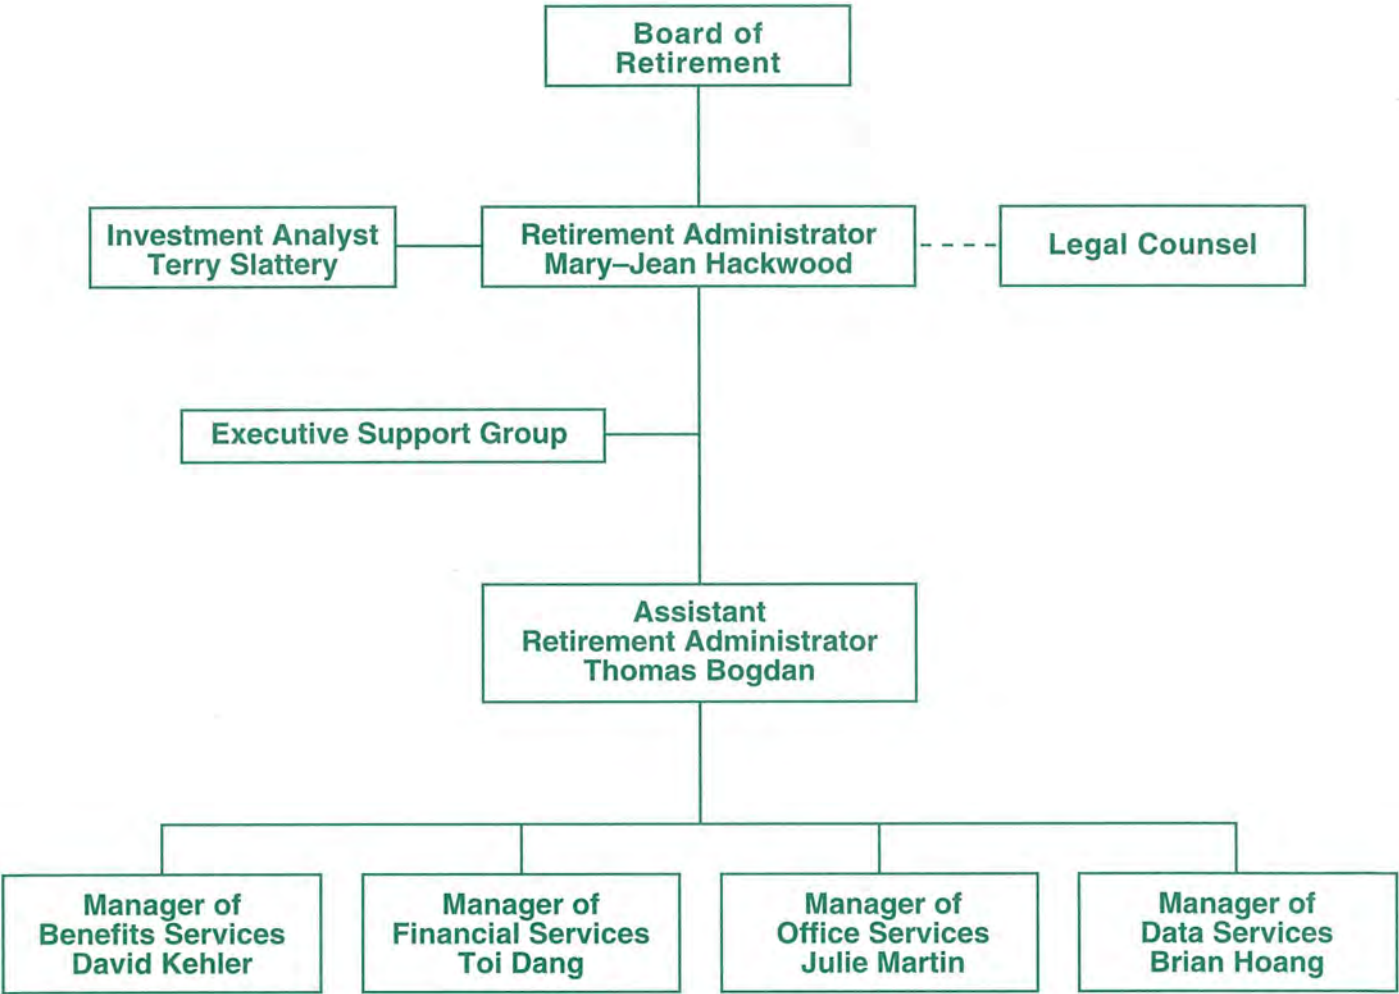 Board of
Retirement
Investment Analyst
Terry Slattery
Retirement Administrator
Mary–Jean Hackwood
Legal Counsel
Executive Support Group
Assistant
Retirement Administrator
Thomas Bogdan
Manager of
Benefits Services
David Kehler
Manager of
Financial Services
Toi Dang
Manager of
Office Services
Julie Martin
Manager of
Data Services
Brian Hoang